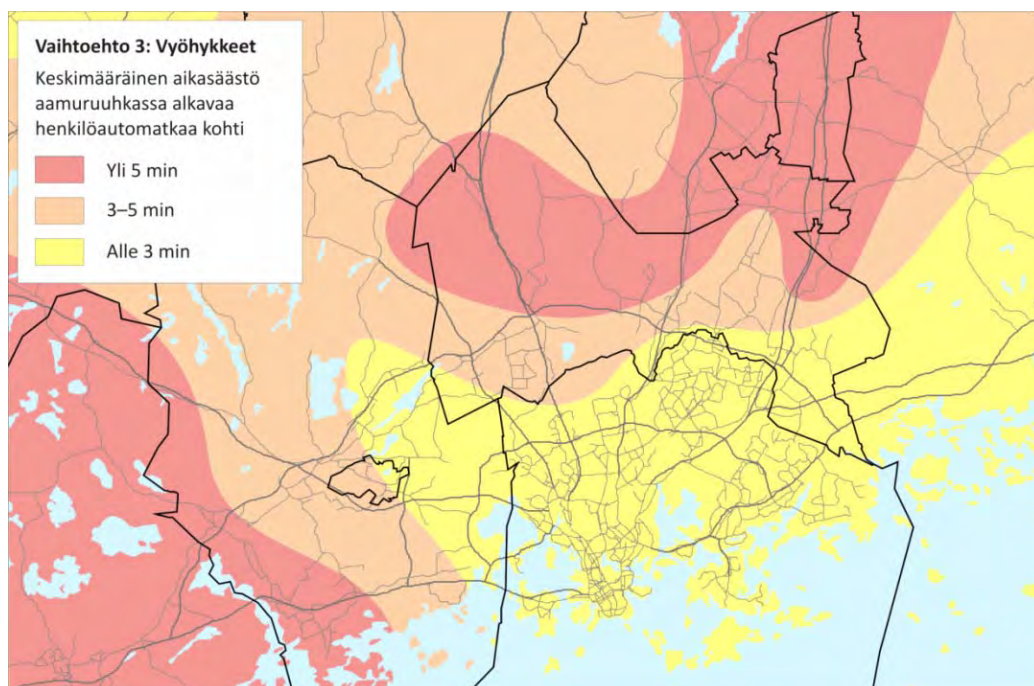 Vaihtoehto 3: Vyöhykkeet
Keskimääräinen aikasäästö
aamuruuhkassa alkavaa
henkilöautomatkaa kohti
Yli 5 min
3–5 min
Alle 3 min